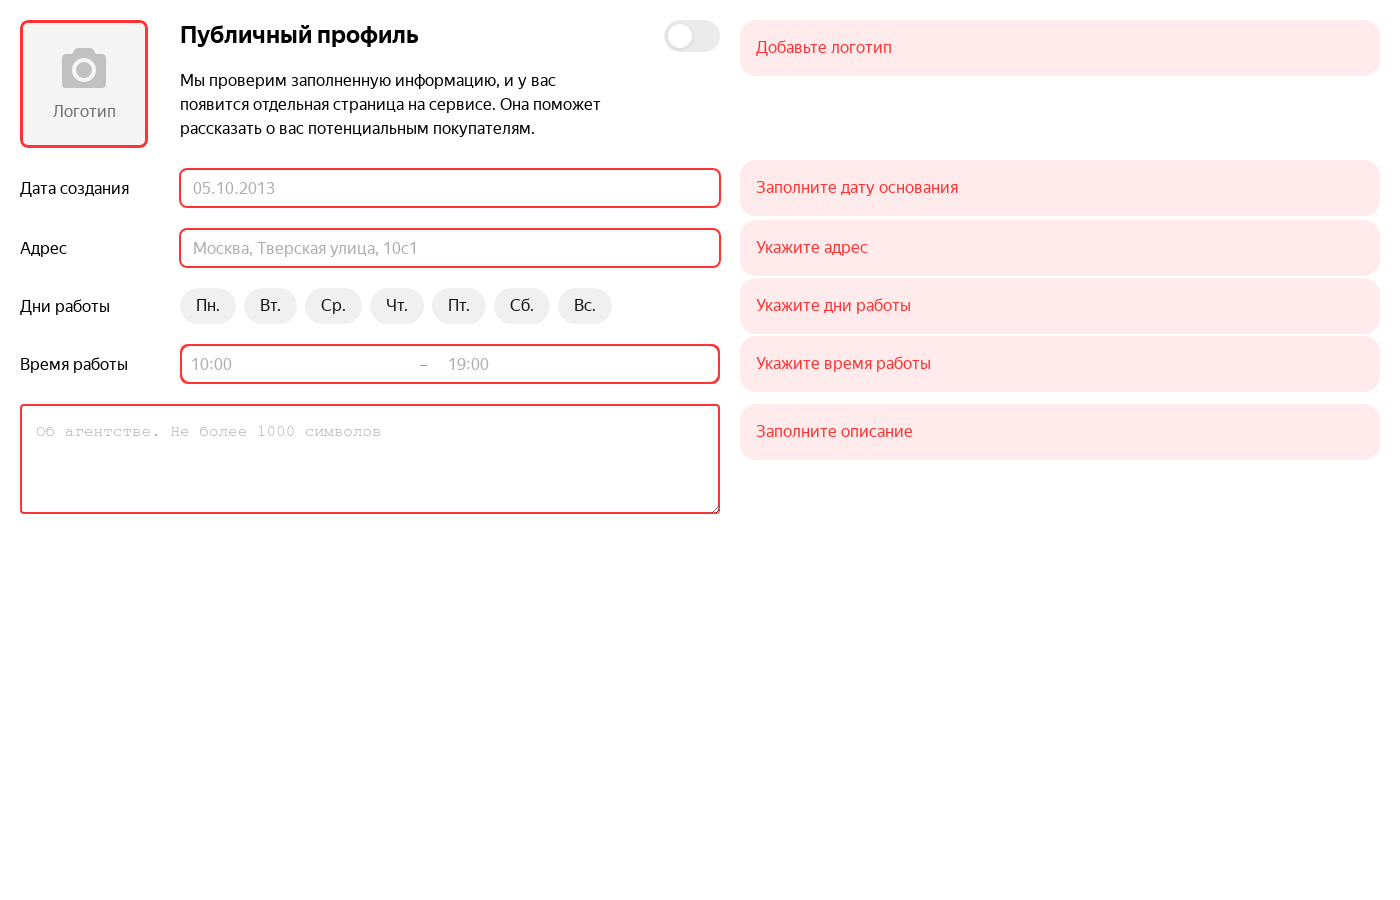 Логотип
Публичный профиль
Мы проверим заполненную информацию, и у вас
появится отдельная страница на сервисе. Она поможет
рассказать о вас потенциальным покупателям.
Добавьте логотип
Дата создания
05.10.2013
Заполните дату основания
Адрес
Москва, Тверская улица, 10с1
Укажите адрес
Дни работы
Пн. Вт. Ср. Чт. Пт. Сб. Вс.
Укажите дни работы
Время работы
10:00 – 19:00
Укажите время работы
Об агентстве. Не более 1000 символов
Заполните описание